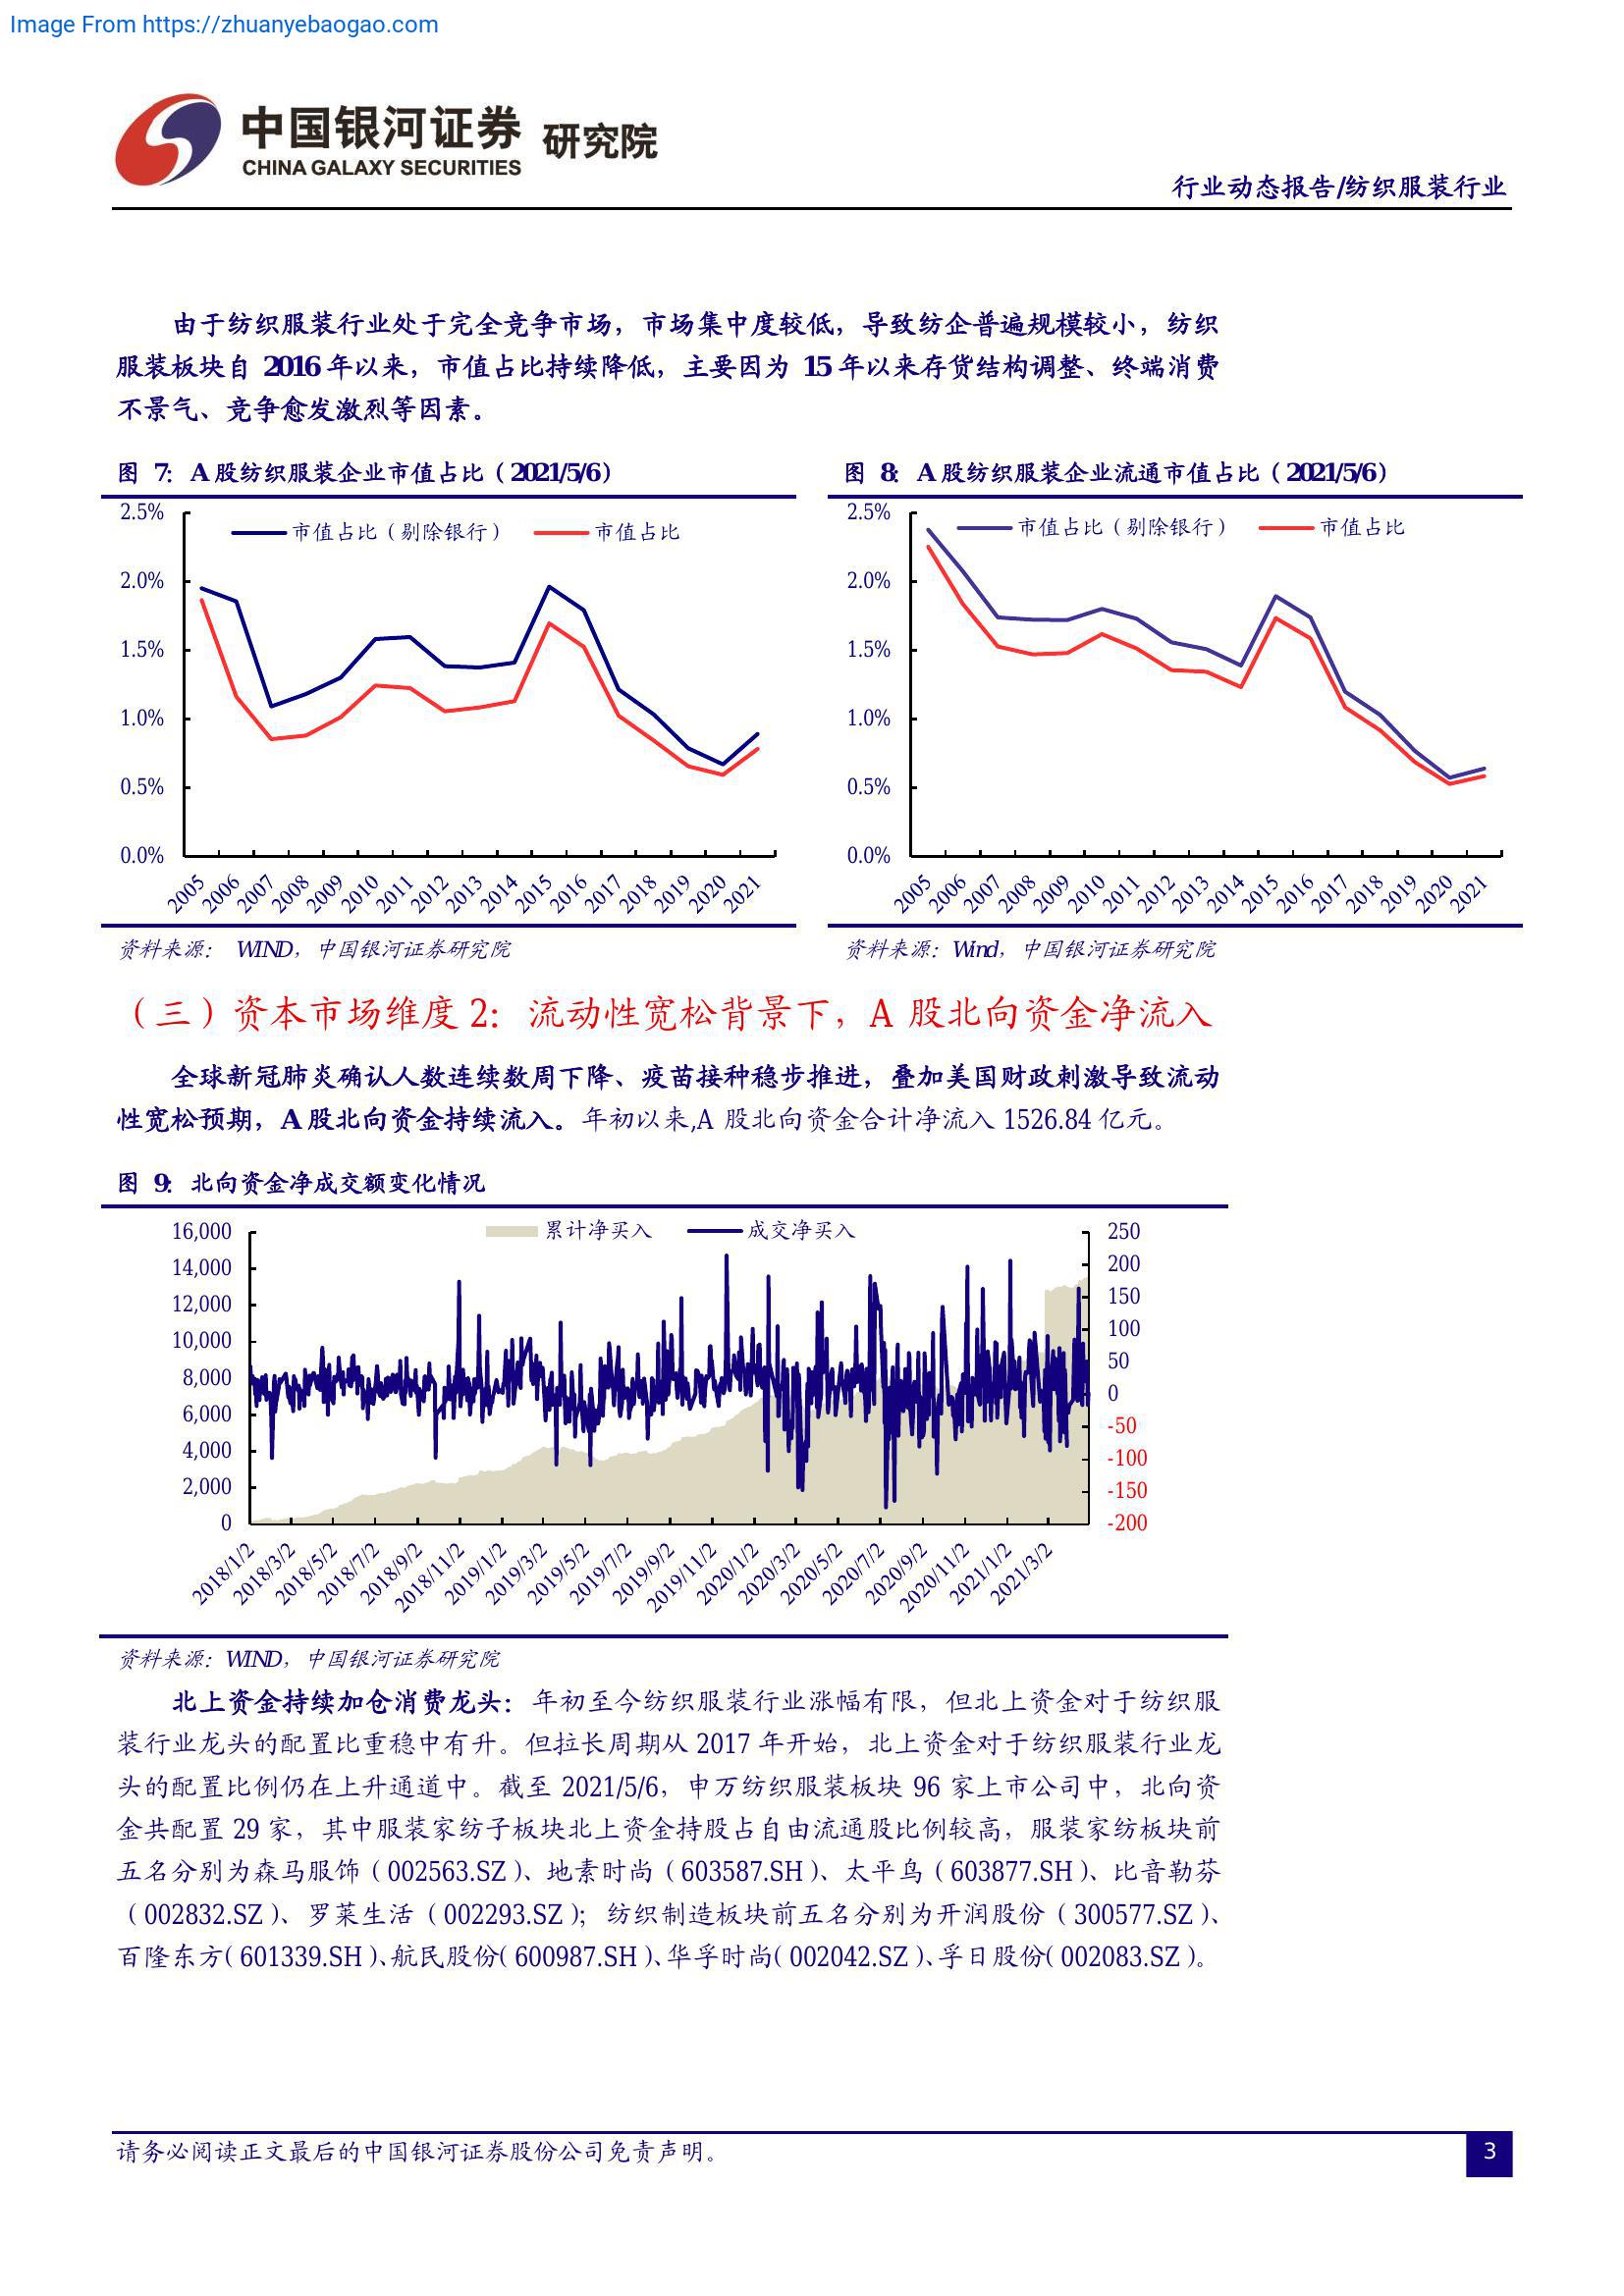 Image From https://zhuanyebaogao.com
中国银河证券 研究院
CHINA GALAXY SECURITIES
行业动态报告/纺织服装行业
由于纺织服装行业处于完全竞争市场，市场集中度较低，导致纺企普遍规模较小，纺织
服装板块自 2016 年以来，市值占比持续降低，主要因为 15 年以来存货结构调整、终端消费
不景气、竞争愈发激烈等因素。
图 7: A 股纺织服装企业市值占比（2021/5/6）
市值占比（剔除银行） 市值占比
2.5%
2.0%
1.5%
1.0%
0.5%
0.0%
2005 2006 2007 2008 2009 2010 2011 2012 2013 2014 2015 2016 2017 2018 2019 2020 2021
资料来源： WIND，中国银河证券研究院
图 8: A 股纺织服装企业流通市值占比（2021/5/6）
市值占比（剔除银行） 市值占比
2.5%
2.0%
1.5%
1.0%
0.5%
0.0%
2005 2006 2007 2008 2009 2010 2011 2012 2013 2014 2015 2016 2017 2018 2019 2020 2021
资料来源：Wind，中国银河证券研究院
（三）资本市场维度 2：流动性宽松背景下，A 股北向资金净流入
全球新冠肺炎确认人数连续数周下降、疫苗接种稳步推进，叠加美国财政刺激导致流动
性宽松预期，A 股北向资金持续流入。年初以来,A 股北向资金合计净流入 1526.84 亿元。
图 9: 北向资金净成交额变化情况
累计净买入 成交净买入
16,000 250
14,000 200
12,000 150
10,000 100
8,000 50
6,000 0
4,000 -50
2,000 -100
0 -150
-200
2018/1/2 2018/3/2 2018/5/2 2018/7/2 2018/9/2 2018/11/2 2019/1/2 2019/3/2 2019/5/2 2019/7/2 2019/9/2 2019/11/2 2020/1/2 2020/3/2 2020/5/2 2020/7/2 2020/9/2 2020/11/2 2021/1/2 2021/3/2
资料来源：WIND，中国银河证券研究院
北上资金持续加仓消费龙头：年初至今纺织服装行业涨幅有限，但北上资金对于纺织服
装行业龙头的配置比重稳中有升。但拉长周期从 2017 年开始，北上资金对于纺织服装行业龙
头的配置比例仍在上升通道中。截至 2021/5/6，申万纺织服装板块 96 家上市公司中，北向资
金共配置 29 家，其中服装家纺子板块北上资金持股占自由流通股比例较高，服装家纺板块前
五名分别为森马服饰（002563.SZ）、地素时尚（603587.SH）、太平鸟（603877.SH）、比音勒芬
（002832.SZ）、罗莱生活（002293.SZ）；纺织制造板块前五名分别为开润股份（300577.SZ）、
百隆东方（601339.SH）、航民股份（600987.SH）、华孚时尚（002042.SZ）、孚日股份（002083.SZ）。
请务必阅读正文最后的中国银河证券股份公司免责声明。
3